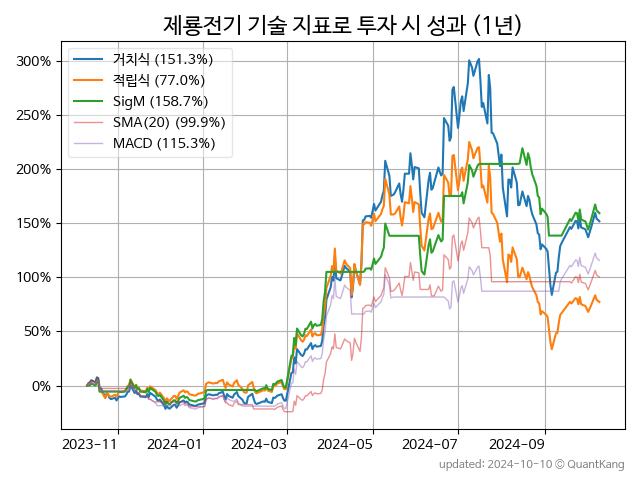 제룡전기 기술 지표로 투자 시 성과 (1년)
300%
250%
200%
150%
100%
50%
0%
거치식 (151.3%)
적립식 (77.0%)
SigM (158.7%)
SMA(20) (99.9%)
MACD (115.3%)
2023-11 2024-01 2024-03 2024-05 2024-07 2024-09
updated: 2024-10-10 © QuantKang